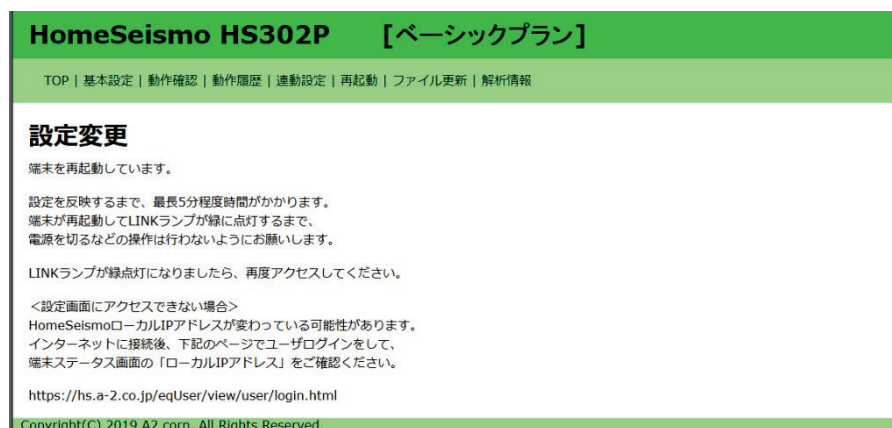 HomeSeismo HS302P [ベーシックプラン]
TOP | 基本設定 | 動作確認 | 動作履歴 | 連動設定 | 再起動 | ファイル更新 | 解析情報
設定変更
端末を再起動しています。
設定を反映するまで、最長5分程度時間がかかります。
端末が再起動してLINKランプが緑に点灯するまで、
電源を切るなどの操作は行わないようにお願いします。
LINKランプが緑点灯になりましたら、再度アクセスしてください。
＜設定画面にアクセスできない場合＞
HomeSeismoローカルIPアドレスが変わっている可能性があります。
インターネットに接続後、下記のページでユーザログインをして、
端末ステータス画面の「ローカルIPアドレス」をご確認ください。
https://hs.a-2.co.jp/eqUser/view/user/login.html
Copyright(C) 2019 A2 corp. All Rights Reserved.